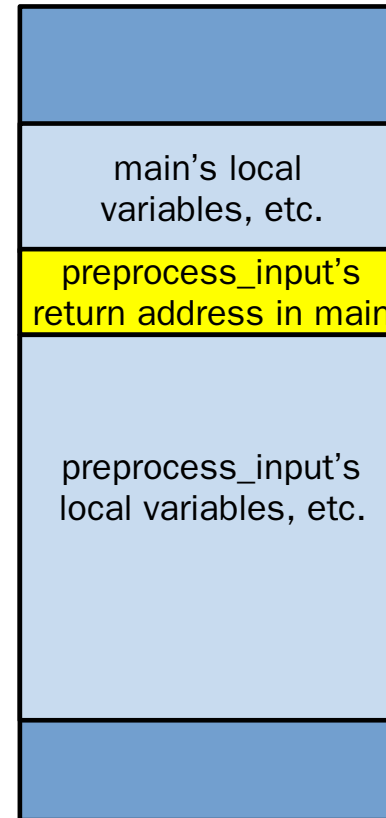 main’s local
variables, etc.
preprocess_input’s
return address in main
preprocess_input’s
local variables, etc.